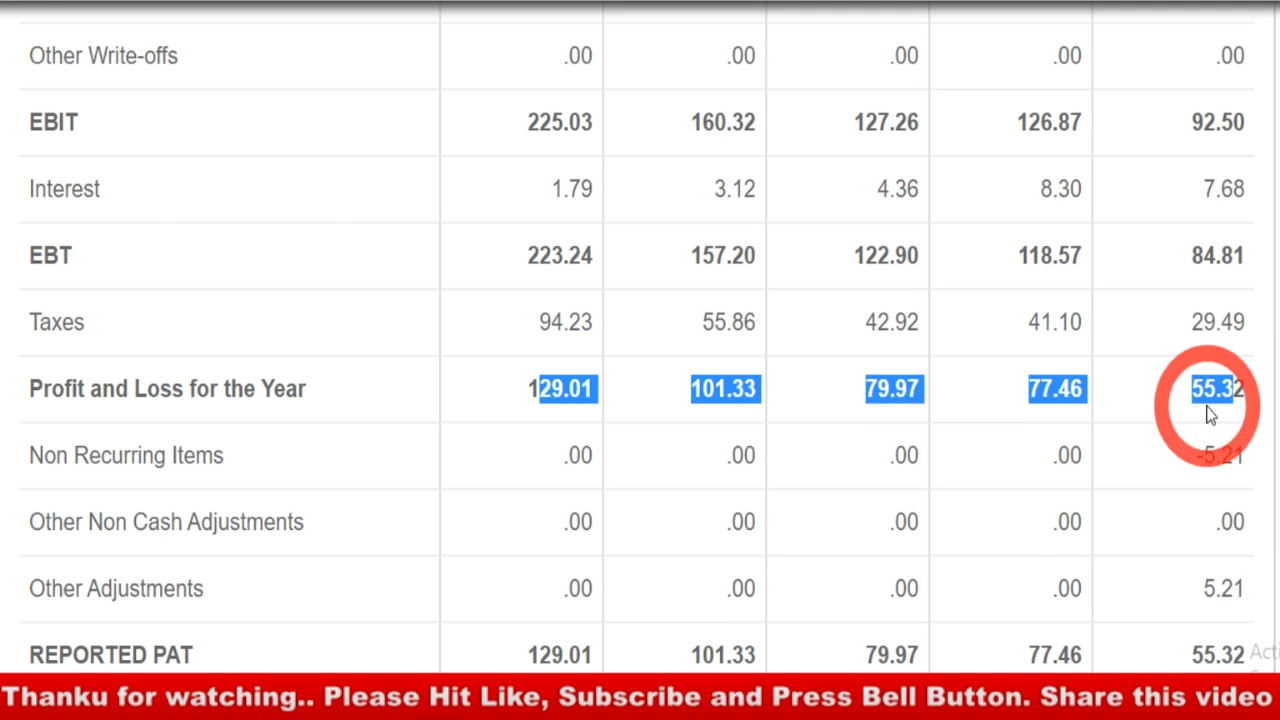 Other Write-offs .00 .00 .00 .00 .00
EBIT 225.03 160.32 127.26 126.87 92.50
Interest 1.79 3.12 4.36 8.30 7.68
EBT 223.24 157.20 122.90 118.57 84.81
Taxes 94.23 55.86 42.92 41.10 29.49
Profit and Loss for the Year 129.01 101.33 79.97 77.46 55.32
Non Recurring Items .00 .00 .00 .00 -5.21
Other Non Cash Adjustments .00 .00 .00 .00 .00
Other Adjustments .00 .00 .00 .00 5.21
REPORTED PAT 129.01 101.33 79.97 77.46 55.32
Thanku for watching.. Please Hit Like, Subscribe and Press Bell Button. Share this video